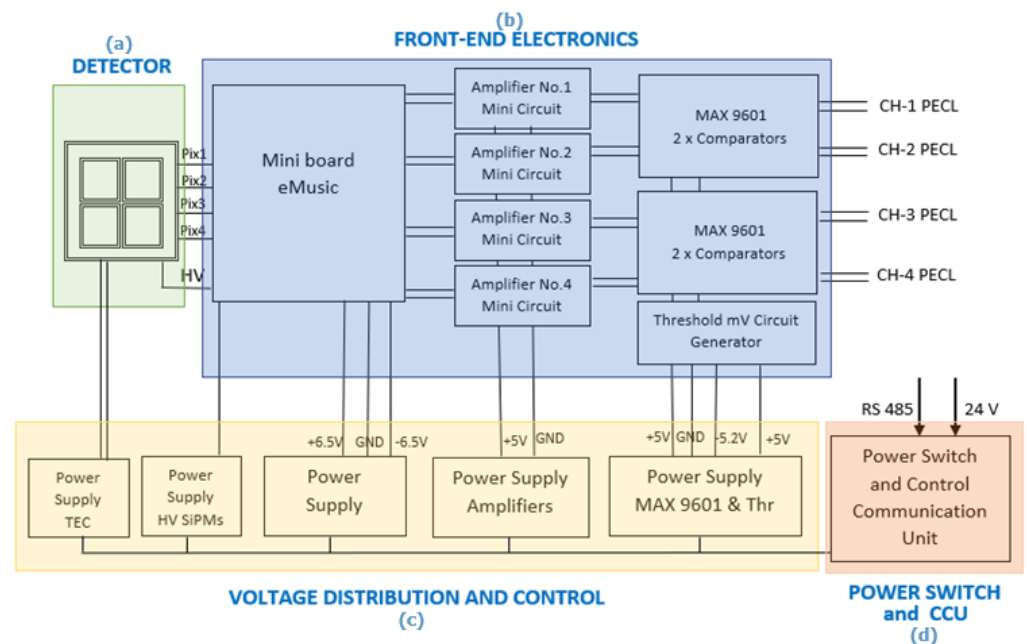 (a)
DETECTOR
(b)
FRONT-END ELECTRONICS
Pix1
Pix2
Pix3
Pix4
HV
Mini board
eMusic
Amplifier No.1
Mini Circuit
Amplifier No.2
Mini Circuit
Amplifier No.3
Mini Circuit
Amplifier No.4
Mini Circuit
MAX 9601
2 x Comparators
MAX 9601
2 x Comparators
Threshold mV Circuit
Generator
CH-1 PECL
CH-2 PECL
CH-3 PECL
CH-4 PECL
RS 485
24 V
+6.5V
GND
-6.5V
+5V
GND
+5V
GND
-5.2V
+5V
Power
Supply
TEC
Power
Supply
HV SiPMs
Power
Supply
Power Supply
Amplifiers
Power Supply
MAX 9601 & Thr
Power Switch
and Control
Communication
Unit
VOLTAGE DISTRIBUTION AND CONTROL
(c)
POWER SWITCH
and CCU
(d)